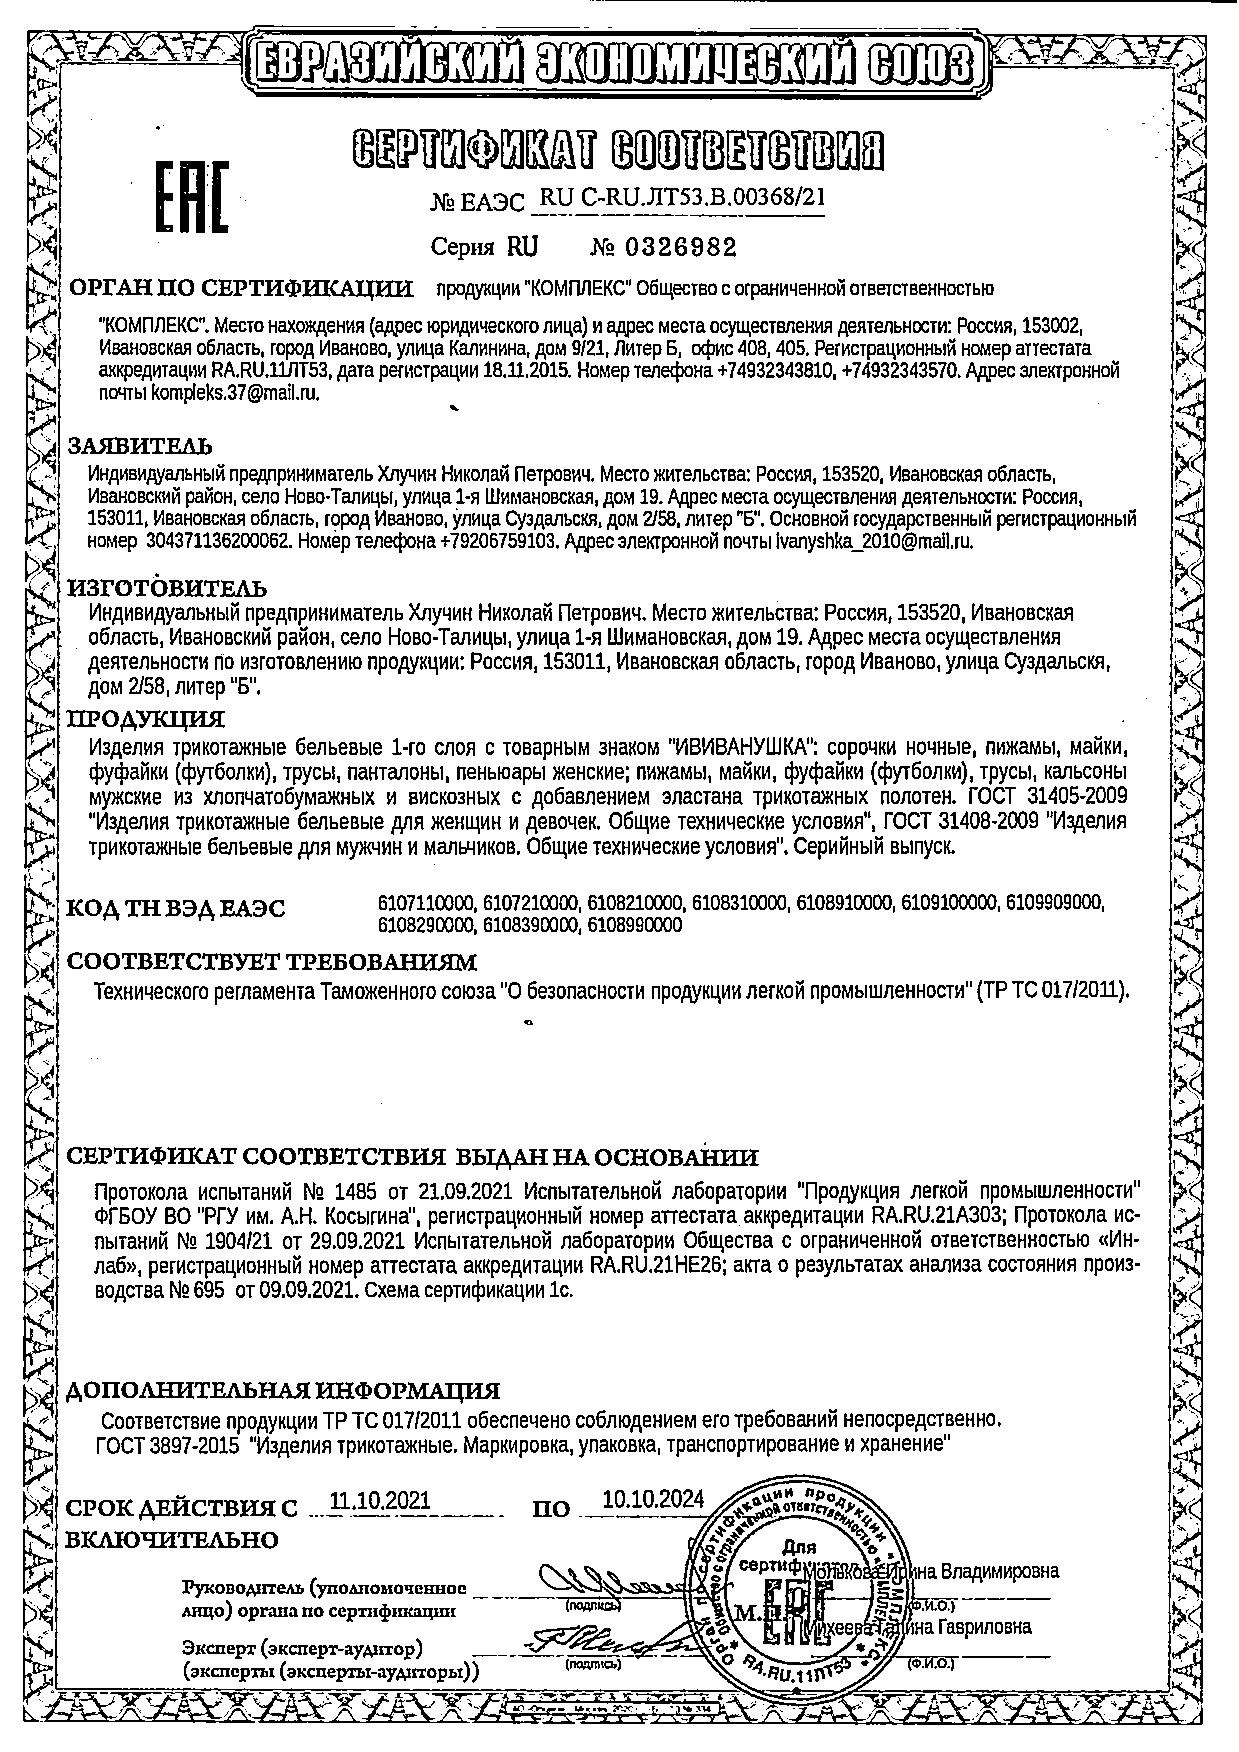 ЕВРАЗИЙСКИЙ ЭКОНОМИЧЕСКИЙ СОЮЗ
СЕРТИФИКАТ СООТВЕТСТВИЯ
ЕАС
№ ЕАЭС RU C-RU.ЛТ53.В.00368/21
Серия RU № 0326982
ОРГАН ПО СЕРТИФИКАЦИИ продукции "КОМПЛЕКС" Общество с ограниченной ответственностью
"КОМПЛЕКС". Место нахождения (адрес юридического лица) и адрес места осуществления деятельности: Россия, 153002,
Ивановская область, город Иваново, улица Калинина, дом 9/21, Литер Б, офис 408, 405. Регистрационный номер аттестата
аккредитации RA.RU.11ЛТ53, дата регистрации 18.11.2015. Номер телефона +74932343810, +74932343570. Адрес электронной
почты kompleks.37@mail.ru.
ЗАЯВИТЕЛЬ
Индивидуальный предприниматель Хлучин Николай Петрович. Место жительства: Россия, 153520, Ивановская область,
Ивановский район, село Ново-Талицы, улица 1-я Шимановская, дом 19. Адрес места осуществления деятельности: Россия,
153011, Ивановская область, город Иваново, улица Суздальскя, дом 2/58, литер "Б". Основной государственный регистрационный
номер 304371136200062. Номер телефона +79206759103. Адрес электронной почты ivanyshka_2010@mail.ru.
ИЗГОТОВИТЕЛЬ
Индивидуальный предприниматель Хлучин Николай Петрович. Место жительства: Россия, 153520, Ивановская
область, Ивановский район, село Ново-Талицы, улица 1-я Шимановская, дом 19. Адрес места осуществления
деятельности по изготовлению продукции: Россия, 153011, Ивановская область, город Иваново, улица Суздальскя,
дом 2/58, литер "Б".
ПРОДУКЦИЯ
Изделия трикотажные бельевые 1-го слоя с товарным знаком "ИВИВАНУШКА": сорочки ночные, пижамы, майки,
фуфайки (футболки), трусы, панталоны, пеньюары женские; пижамы, майки, фуфайки (футболки), трусы, кальсоны
мужские из хлопчатобумажных и вискозных с добавлением эластана трикотажных полотен. ГОСТ 31405-2009
"Изделия трикотажные бельевые для женщин и девочек. Общие технические условия", ГОСТ 31408-2009 "Изделия
трикотажные бельевые для мужчин и мальчиков. Общие технические условия". Серийный выпуск.
КОД ТН ВЭД ЕАЭС 6107110000, 6107210000, 6108210000, 6108310000, 6108910000, 6109100000, 6109909000,
6108290000, 6108390000, 6108990000
СООТВЕТСТВУЕТ ТРЕБОВАНИЯМ
Технического регламента Таможенного союза "О безопасности продукции легкой промышленности" (ТР ТС 017/2011).
СЕРТИФИКАТ СООТВЕТСТВИЯ ВЫДАН НА ОСНОВАНИИ
Протокола испытаний № 1485 от 21.09.2021 Испытательной лаборатории "Продукция легкой промышленности"
ФГБОУ ВО "РГУ им. А.Н. Косыгина", регистрационный номер аттестата аккредитации RA.RU.21АЗ03; Протокола ис-
пытаний № 1904/21 от 29.09.2021 Испытательной лаборатории Общества с ограниченной ответственностью «Ин-
лаб», регистрационный номер аттестата аккредитации RA.RU.21НЕ26; акта о результатах анализа состояния произ-
водства № 695 от 09.09.2021. Схема сертификации 1с.
ДОПОЛНИТЕЛЬНАЯ ИНФОРМАЦИЯ
Соответствие продукции ТР ТС 017/2011 обеспечено соблюдением его требований непосредственно.
ГОСТ 3897-2015 "Изделия трикотажные. Маркировка, упаковка, транспортирование и хранение"
СРОК ДЕЙСТВИЯ С 11.10.2021 ПО 10.10.2024
ВКЛЮЧИТЕЛЬНО
Для
Руководитель (уполномоченное Ирина Владимировна
лицо) органа по сертификации (подпись) М.П. (Ф.И.О.)
Эксперт (эксперт-аудитор) Михеева Галина Гавриловна
(эксперты (эксперты-аудиторы)) (подпись) (Ф.И.О.)
RA.RU.11ЛТ53